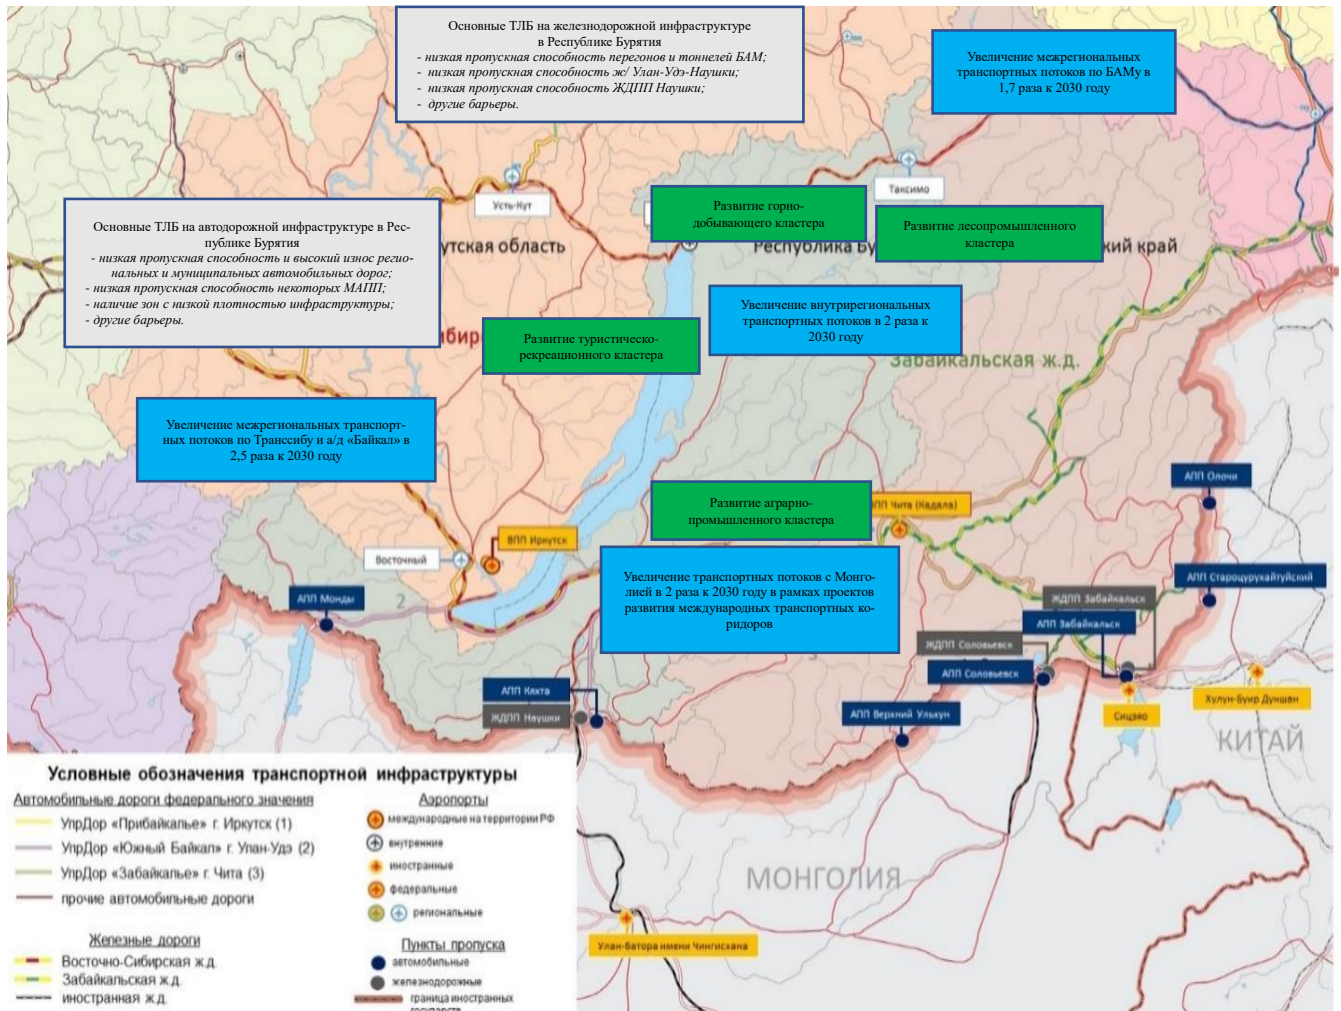 Основные ТЛБ на железнодорожной инфраструктуре
в Республике Бурятия
- низкая пропускная способность перегонов и тоннелей БАМ;
- низкая пропускная способность ж/ Улан-Удэ-Наушки;
- низкая пропускная способность ЖДПП Наушки;
- другие барьеры.
Увеличение межрегиональных
транспортных потоков по БАМу в
1,7 раза к 2030 году
Усть-Кут
Таксимо
Развитие горно-
добывающего кластера
Развитие лесопромышленного
кластера
Основные ТЛБ на автодорожной инфраструктуре в Рес-
публике Бурятия
- низкая пропускная способность и высокий износ регио-
нальных и муниципальных автомобильных дорог;
- низкая пропускная способность некоторых МАПП;
- наличие зон с низкой плотностью инфраструктуры;
- другие барьеры.
утская область
Республика Бу
кий край
Увеличение внутрирегиональных
транспортных потоков в 2 раза к
2030 году
ибир
Развитие туристическо-
рекреационного кластера
Забайкальская ж.д.
1
Увеличение межрегиональных транспорт-
ных потоков по Транссибу и а/д «Байкал» в
2,5 раза к 2030 году
АПП Олочи
Развитие аграрно-
промышленного кластера
ПП Чита (Кадала)
ВПП Иркутск
Восточный
Увеличение транспортных потоков с Монго-
лией в 2 раза к 2030 году в рамках проектов
развития международных транспортных ко-
ридоров
АПП Староцурухайтуйский
АПП Монды
2
ЖДПП Забайкальск
АПП Забайкальск
ЖДПП Соловьевск
АПП Соловьевск
АПП Кяхта
ЖДПП Наушки
АПП Верхний Ульхун
Сицзяо
Хулун-Буир Дуншан
КИТАЙ
МОНГОЛИЯ
Улан-Батора имени Чингисхана
Условные обозначения транспортной инфраструктуры
Автомобильные дороги федерального значения
УпрДор «Прибайкалье» г. Иркутск (1)
УпрДор «Южный Байкал» г. Улан-Удэ (2)
УпрДор «Забайкалье» г. Чита (3)
прочие автомобильные дороги
Железные дороги
Восточно-Сибирская ж.д.
Забайкальская ж.д.
иностранная ж.д.
Аэропорты
международные на территории РФ
внутренние
иностранные
федеральные
региональные
Пункты пропуска
автомобильные
железнодорожные
граница иностранных